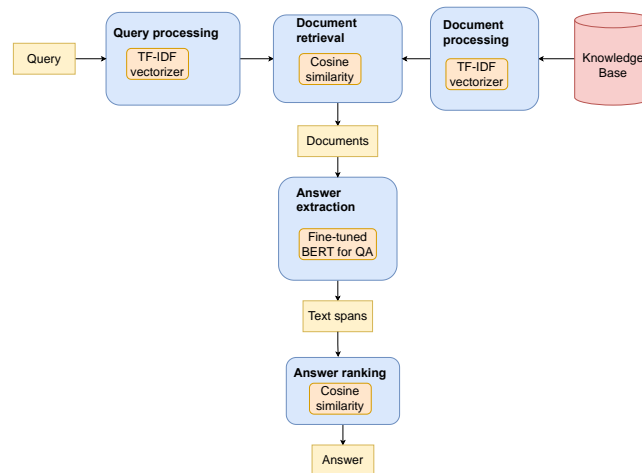 Query
Query processing
TF-IDF
vectorizer
Document
retrieval
Cosine
similarity
Document
processing
TF-IDF
vectorizer
Knowledge
Base
Documents
Answer
extraction
Fine-tuned
BERT for QA
Text spans
Answer ranking
Cosine
similarity
Answer